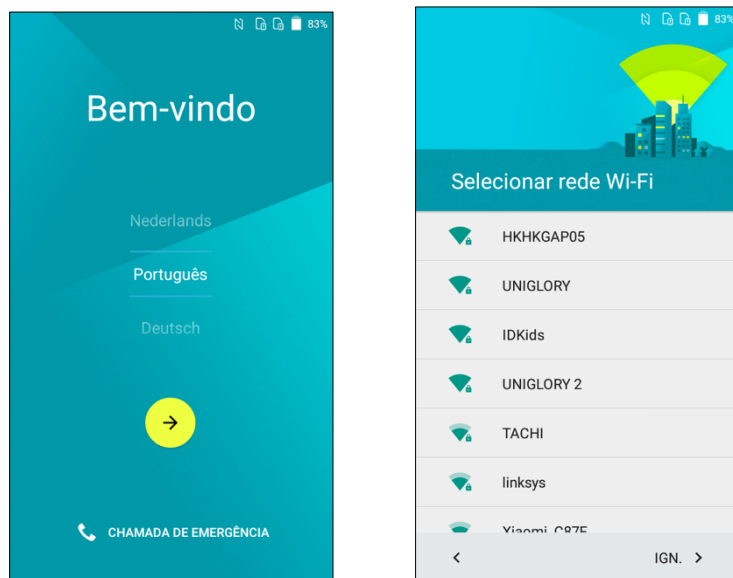 83%
Bem-vindo
Nederlands
Português
Deutsch
CHAMADA DE EMERGÊNCIA
83%
Selecionar rede Wi-Fi
HKHKGAP05
UNIGLORY
IDKids
UNIGLORY 2
TACHI
linksys
Xiaomi_C87F
IGN.